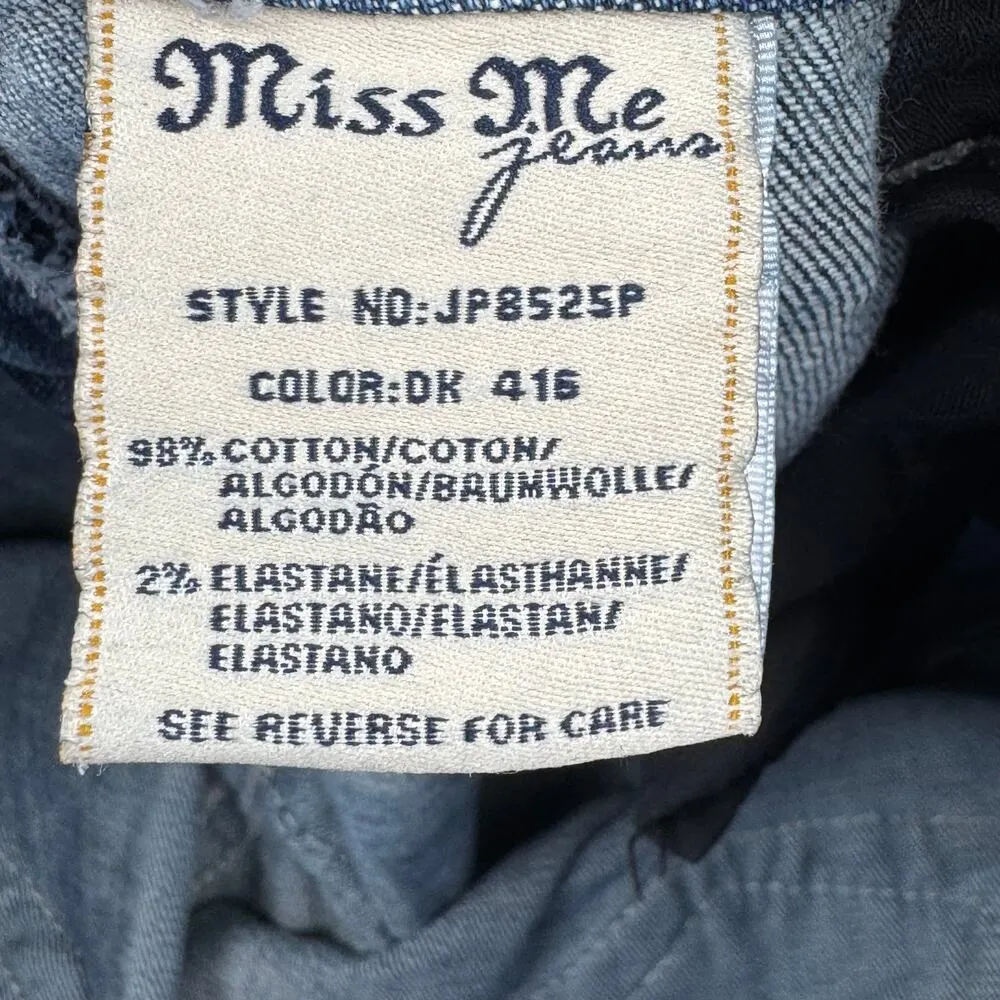 Miss Me
jeans
STYLE NO:JP8525P
COLOR:DK 416
98% COTTON/COTON/
ALGODÓN/BAUMWOLLE/
ALGODÃO
2% ELASTANE/ÉLASTHANNE/
ELASTANO/ELASTAN/
ELASTANO
SEE REVERSE FOR CARE